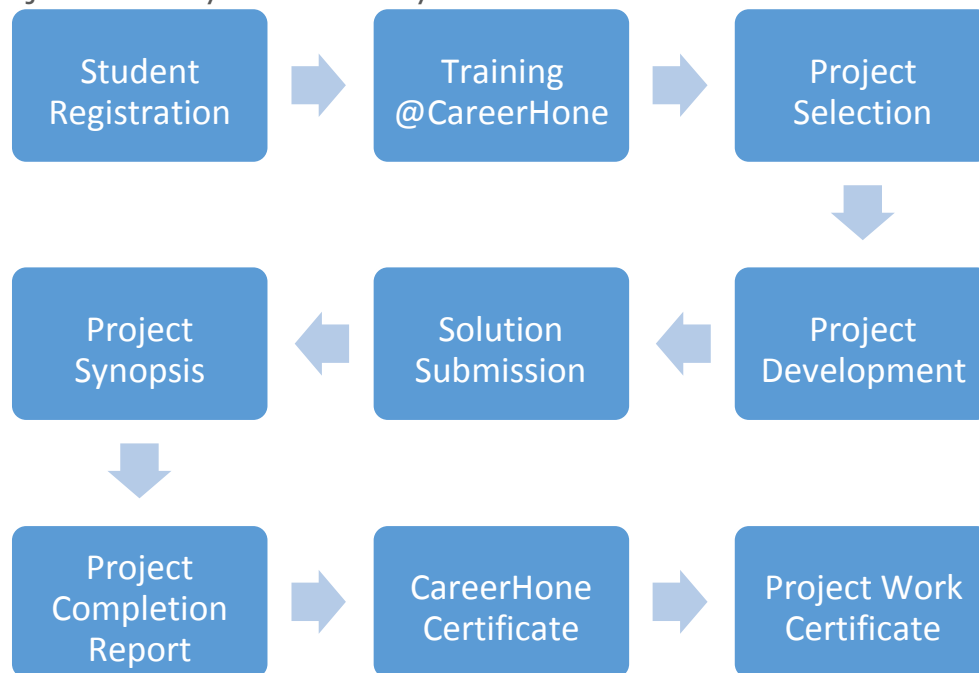 Student
Registration
Training
@CareerHone
Project
Selection
Project
Development
Solution
Submission
Project
Synopsis
Project
Completion
Report
CareerHone
Certificate
Project Work
Certificate